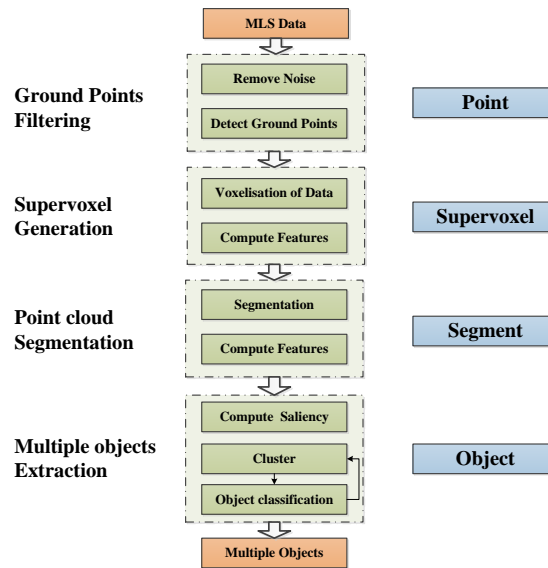 MLS Data
Ground Points
Filtering
Remove Noise
Detect Ground Points
Point
Supervoxel
Generation
Voxelisation of Data
Compute Features
Supervoxel
Point cloud
Segmentation
Segmentation
Compute Features
Segment
Multiple objects
Extraction
Compute Saliency
Cluster
Object classification
Object
Multiple Objects